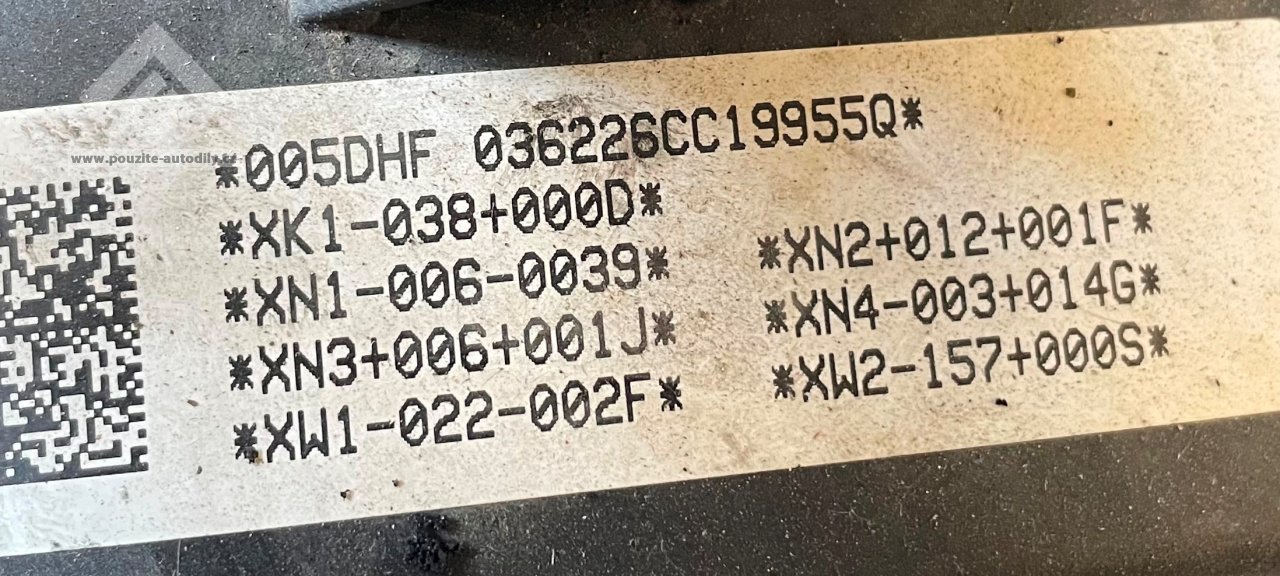 www.pouzite-autodily.cz
*005DHF 036226CC19955Q*
*XK1-038+000D*
*XN1-006-0039* *XN2+012+001F*
*XN3+006+001J* *XN4-003+014G*
*XW1-022-002F* *XW2-157+000S*